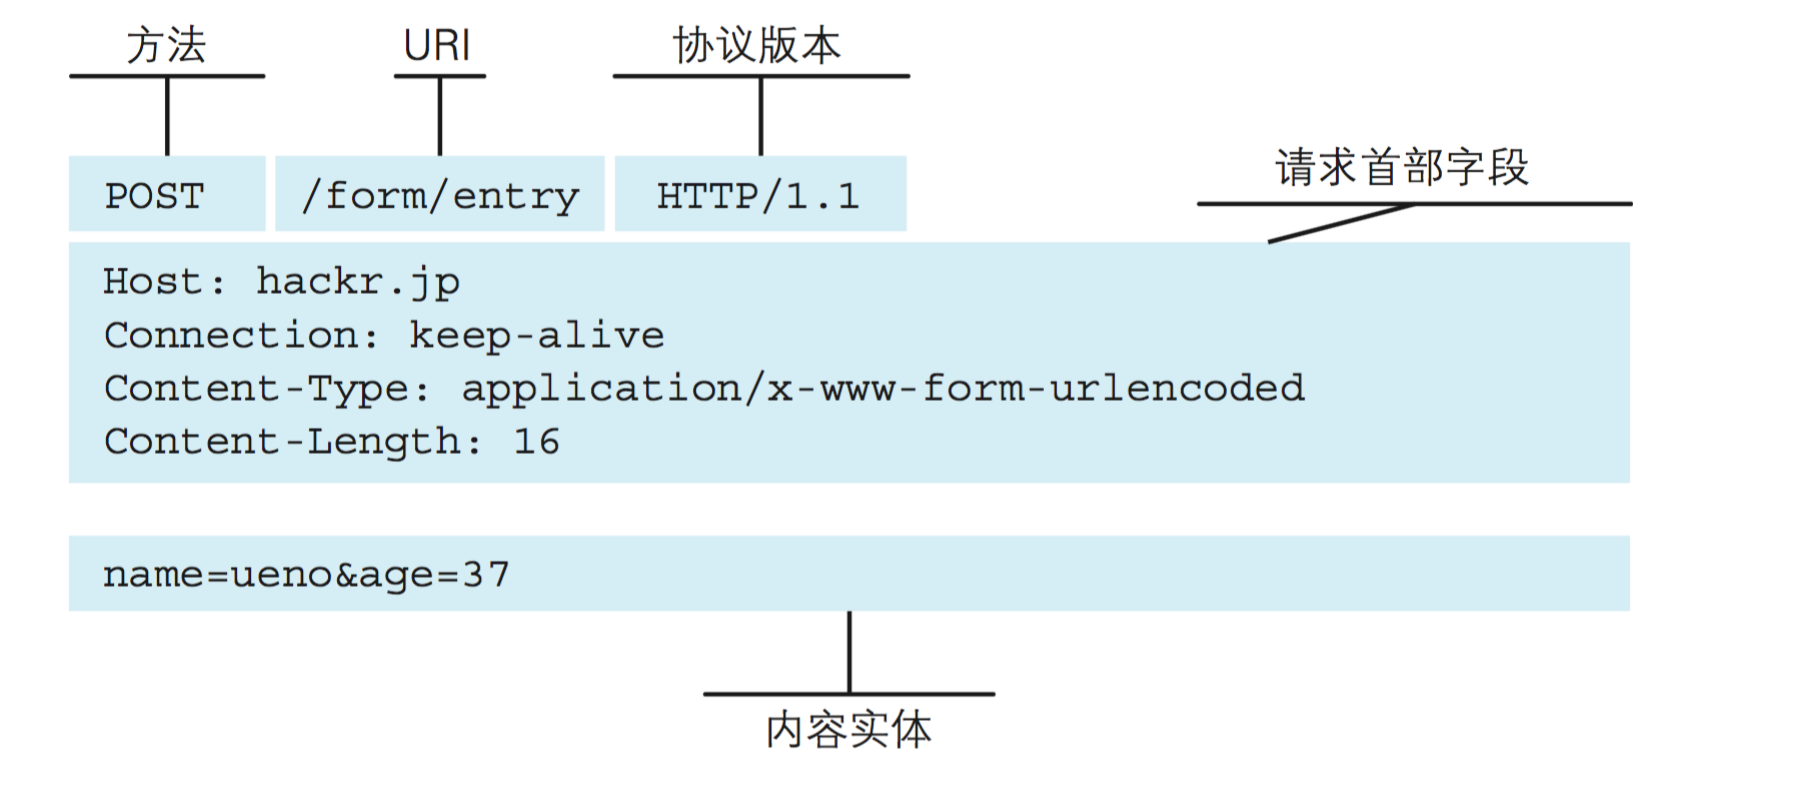 方法 URI 协议版本
请求首部字段
POST /form/entry HTTP/1.1
Host: hackr.jp
Connection: keep-alive
Content-Type: application/x-www-form-urlencoded
Content-Length: 16
name=ueno&age=37
内容实体